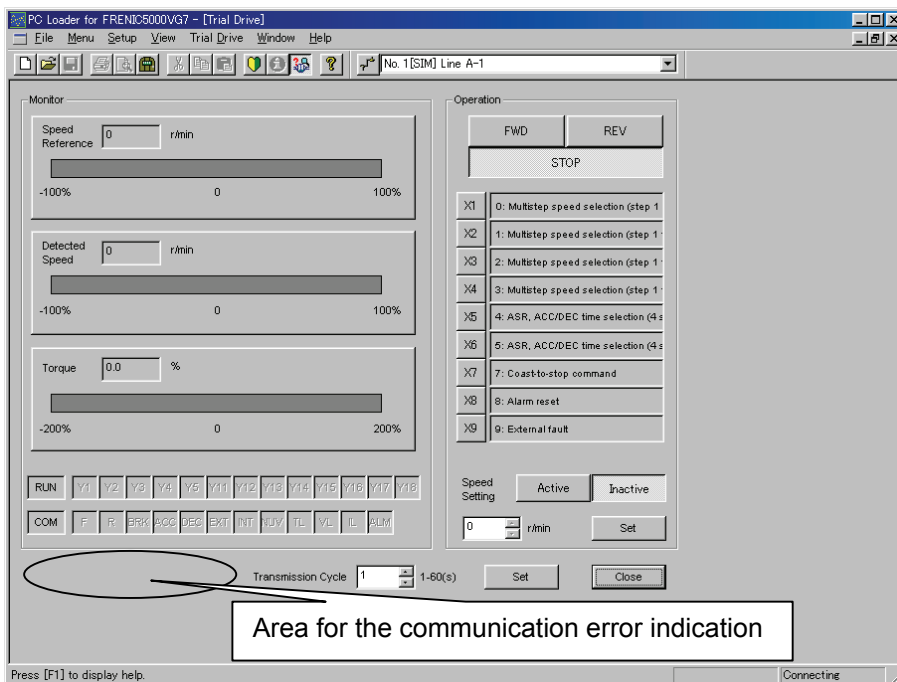 PC Loader for FRENIC5000VG7 - [Trial Drive]
File Menu Setup View Trial Drive Window Help
No. 1[SIM] Line A-1
Monitor
Speed Reference 0 r/min
-100% 0 100%
Detected Speed 0 r/min
-100% 0 100%
Torque 0.0 %
-200% 0 200%
RUN Y1 Y2 Y3 Y4 Y5 Y11 Y12 Y13 Y14 Y15 Y16 Y17 Y18
COM F R BRK ACC DEC EXT INT NUV TL VL IL ALM
Operation
FWD REV
STOP
X1 0: Multistep speed selection (step 1
X2 1: Multistep speed selection (step 1
X3 2: Multistep speed selection (step 1
X4 3: Multistep speed selection (step 1
X5 4: ASR, ACC/DEC time selection (4 s
X6 5: ASR, ACC/DEC time selection (4 s
X7 7: Coast-to-stop command
X8 8: Alarm reset
X9 9: External fault
Speed Setting Active Inactive
0 r/min Set
Transmission Cycle 1 1-60(s) Set Close
Area for the communication error indication
Press [F1] to display help. Connecting